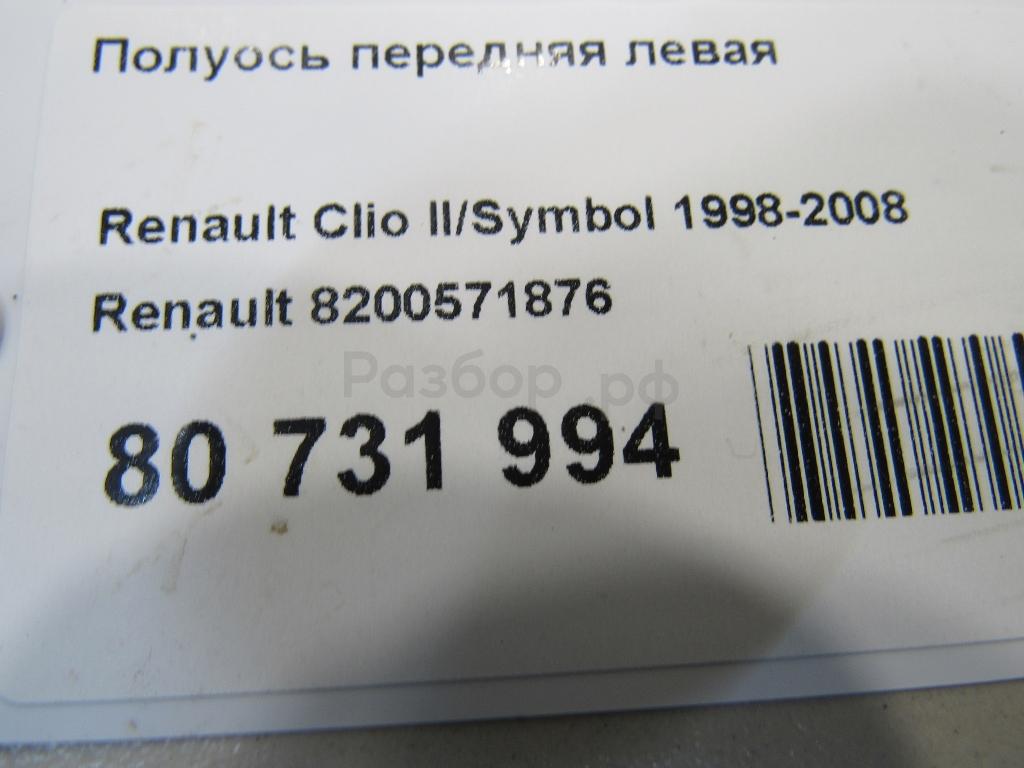 Полуось передняя левая
Renault Clio II/Symbol 1998-2008
Renault 8200571876
Разбор.рф
80 731 994